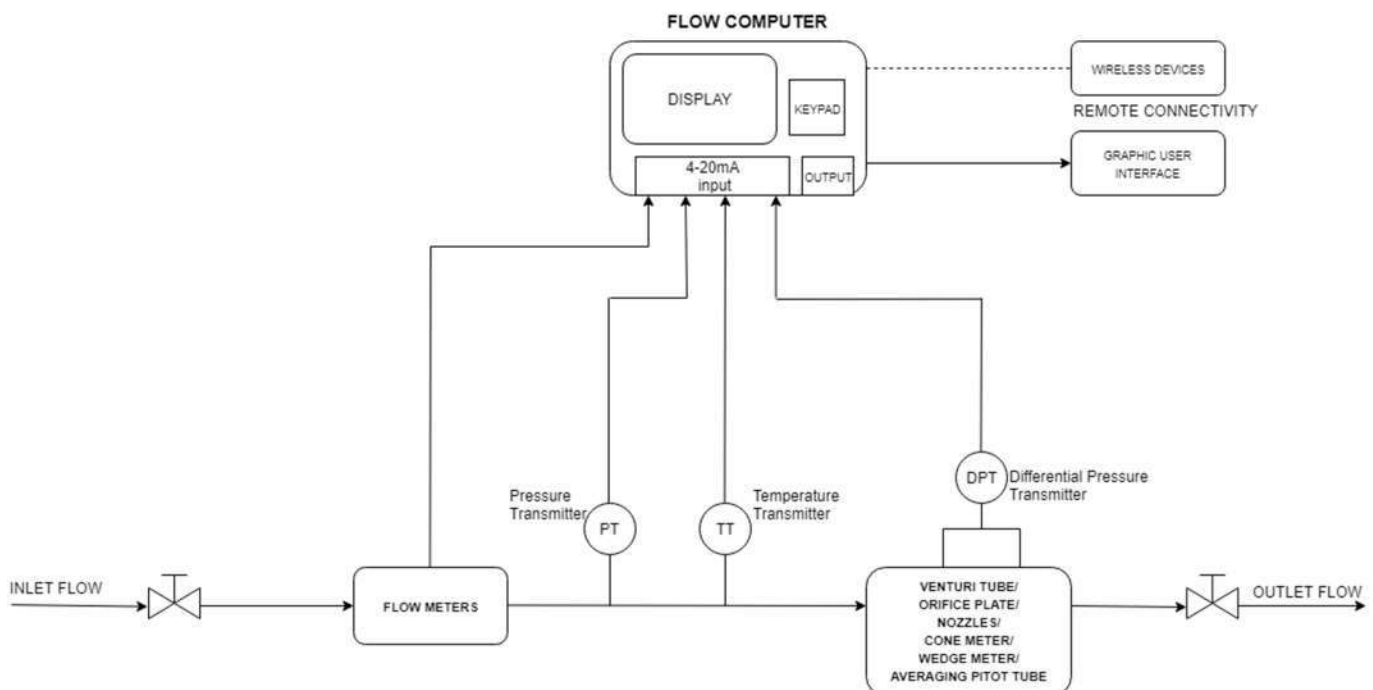 FLOW COMPUTER
DISPLAY
KEYPAD
4-20mA
input
OUTPUT
WIRELESS DEVICES
REMOTE CONNECTIVITY
GRAPHIC USER
INTERFACE
Pressure
Transmitter
PT
TT
Temperature
Transmitter
DPT
Differential Pressure
Transmitter
INLET FLOW
FLOW METERS
VENTURI TUBE/
ORIFICE PLATE/
NOZZLES/
CONE METER/
WEDGE METER/
AVERAGING PITOT TUBE
OUTLET FLOW